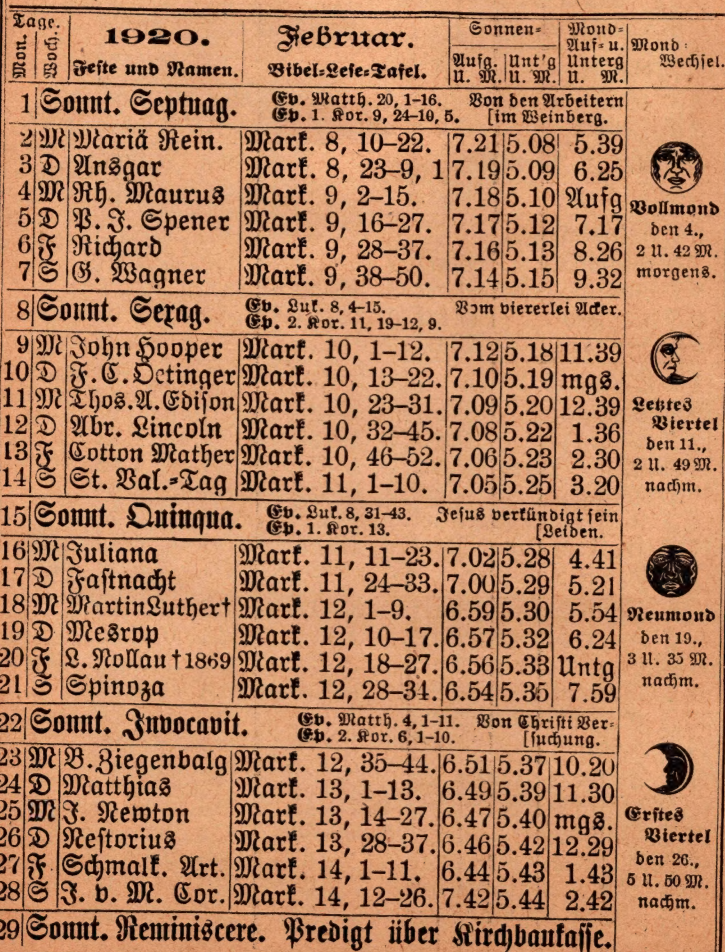 Tage.
Mon. Woch.
1920. Februar.
Feste und Namen. Bibel-Lese-Tafel.
Sonnen- Aufg. U. M. Unt'g U. M.
Mond- Auf- u. Unterg U. M.
Mond Wechsel.
1 Sonnt. Septuag. Ev. Matth. 20, 1-16. Von den Arbeitern
Ep. 1. Kor. 9, 24-10, 5. [im Weinberg.
2 M Mariä Rein. Mark. 8, 10–22. 7.21 5.08 5.39
3 D Ansgar Mark. 8, 23–9, 1 7.19 5.09 6.25
4 M Rh. Maurus Mark. 9, 2–15. 7.18 5.10 Aufg
5 D P. J. Spener Mark. 9, 16–27. 7.17 5.12 7.17
6 F Richard Mark. 9, 28–37. 7.16 5.13 8.26
7 S G. Wagner Mark. 9, 38–50. 7.14 5.15 9.32
Vollmond
den 4.,
2 U. 42 M.
morgens.
8 Sonnt. Sexag. Ev. Luk. 8, 4-15. Vom viererlei Acker.
Ep. 2. Kor. 11, 19-12, 9.
9 M John Hooper Mark. 10, 1–12. 7.12 5.18 11.39
10 D F. C. Oetinger Mark. 10, 13–22. 7.10 5.19 mgs.
11 M Thos. A. Edison Mark. 10, 23–31. 7.09 5.20 12.39
12 D Abr. Lincoln Mark. 10, 32–45. 7.08 5.22 1.36
13 F Cotton Mather Mark. 10, 46–52. 7.06 5.23 2.30
14 S St. Val.-Tag Mark. 11, 1–10. 7.05 5.25 3.20
Letztes
Viertel
den 11.,
2 U. 49 M.
nachm.
15 Sonnt. Quinqua. Ev. Luk. 8, 31-43. Jesus verkündigt sein
Ep. 1. Kor. 13. [Leiden.
16 M Juliana Mark. 11, 11–23. 7.02 5.28 4.41
17 D Fastnacht Mark. 11, 24–33. 7.00 5.29 5.21
18 M Martin Luther† Mark. 12, 1–9. 6.59 5.30 5.54
19 D Mesrop Mark. 12, 10–17. 6.57 5.32 6.24
20 F L. Nollau †1869 Mark. 12, 18–27. 6.56 5.33 Untg
21 S Spinoza Mark. 12, 28–34. 6.54 5.35 7.59
Neumond
den 19.,
3 U. 35 M.
nachm.
22 Sonnt. Invocavit. Ev. Matth. 4, 1-11. Von Christi Ver-
Ep. 2. Kor. 6, 1-10. [suchung.
23 M B. Ziegenbalg Mark. 12, 35–44. 6.51 5.37 10.20
24 D Matthias Mark. 13, 1–13. 6.49 5.39 11.30
25 M J. Newton Mark. 13, 14–27. 6.47 5.40 mgs.
26 D Nestorius Mark. 13, 28–37. 6.46 5.42 12.29
27 F Schmalk. Art. Mark. 14, 1–11. 6.44 5.43 1.43
28 S J. v. M. Cor. Mark. 14, 12–26. 7.42 5.44 2.42
Erstes
Viertel
den 26.,
5 U. 50 M.
nachm.
29 Sonnt. Reminiscere. Predigt über Kirchbaukasse.